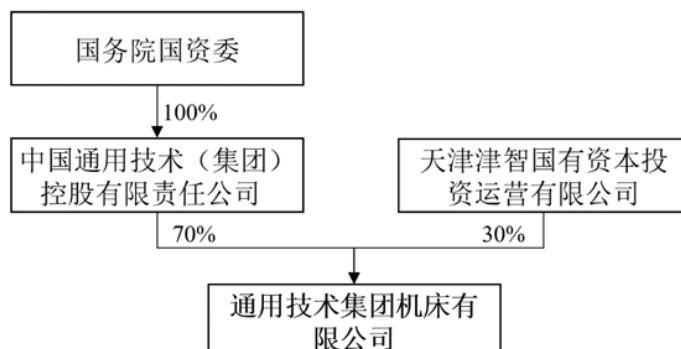 国务院国资委
100%
中国通用技术（集团）
控股有限责任公司
天津津智国有资本投
资运营有限公司
70%
30%
通用技术集团机床有
限公司